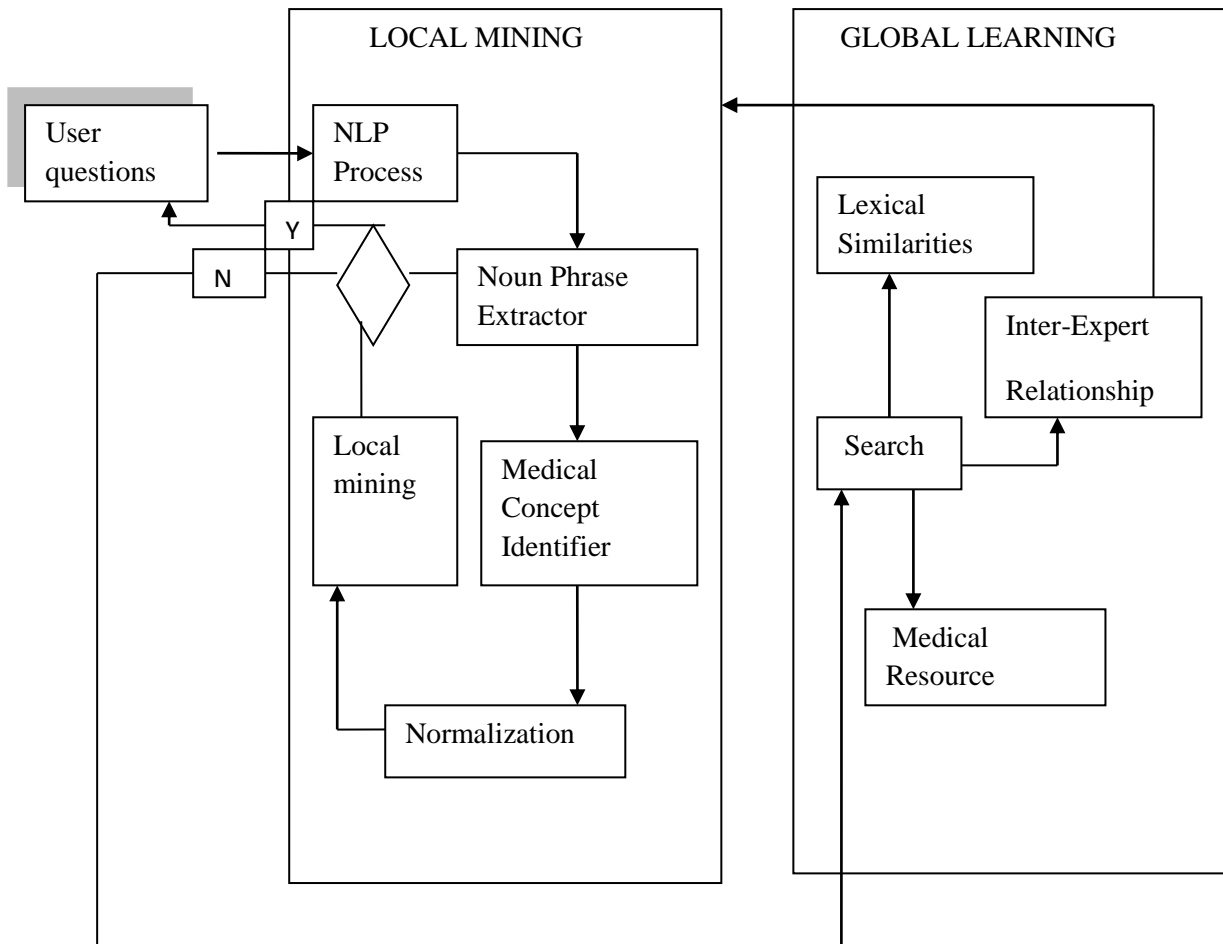 LOCAL MINING
GLOBAL LEARNING
User
questions
NLP
Process
Y
N
Noun Phrase
Extractor
Lexical
Similarities
Inter-Expert
Relationship
Local
mining
Medical
Concept
Identifier
Search
Medical
Resource
Normalization